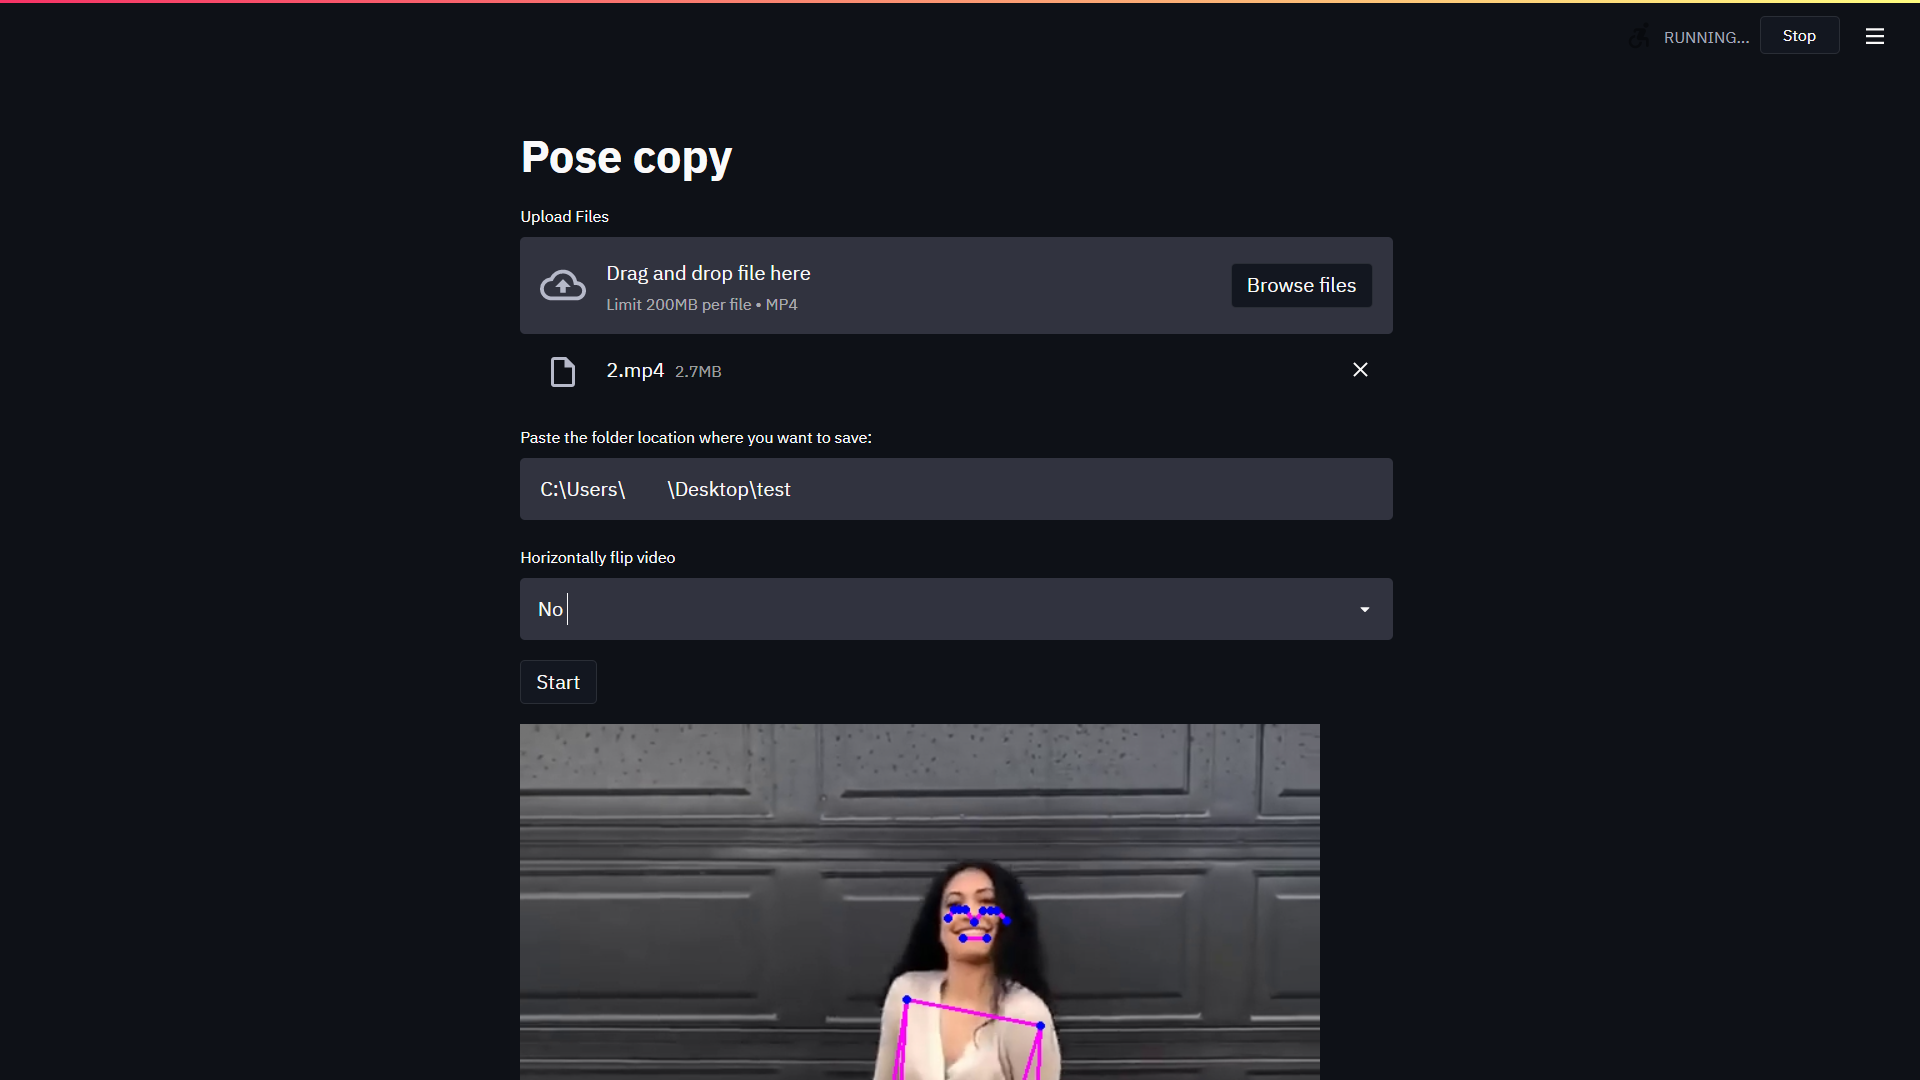 RUNNING...
Stop
Pose copy
Upload Files
Drag and drop file here
Limit 200MB per file • MP4
Browse files
2.mp4 2.7MB
Paste the folder location where you want to save:
C:\Users\ \Desktop\test
Horizontally flip video
No
Start